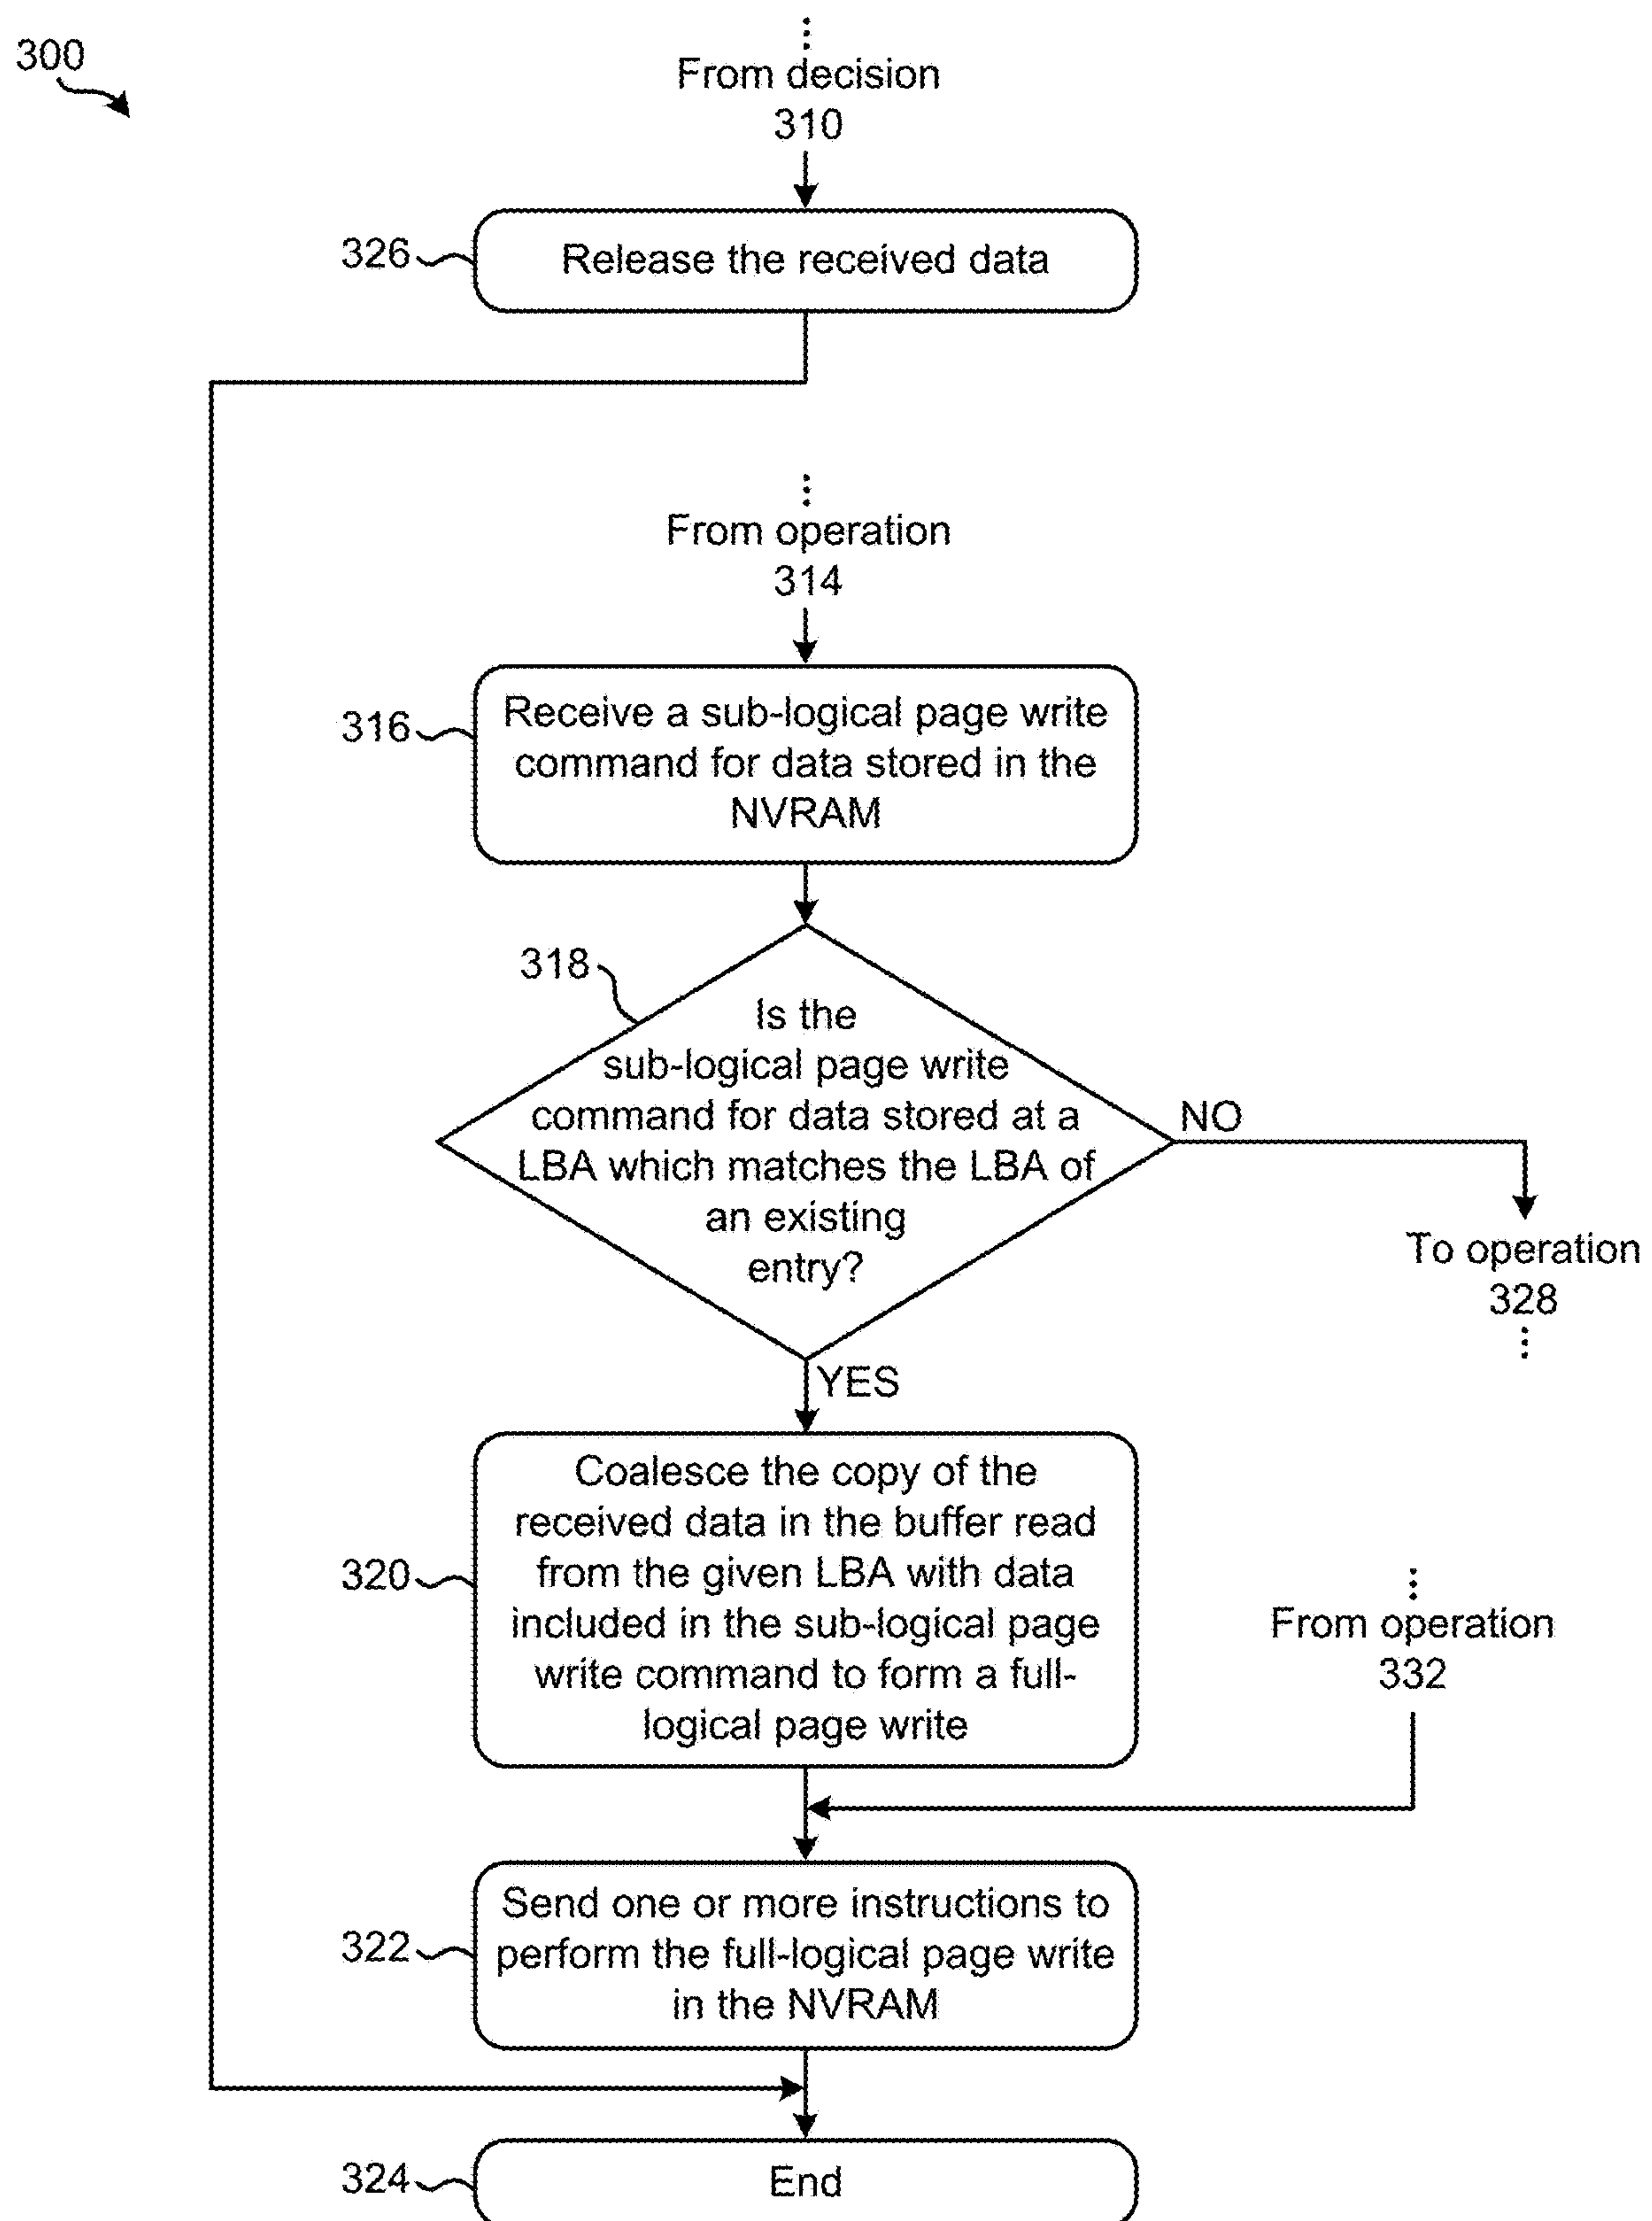 300
From decision
310
326
Release the received data
From operation
314
316
Receive a sub-logical page write
command for data stored in the
NVRAM
318
Is the
sub-logical page write
command for data stored at a
LBA which matches the LBA of
an existing
entry?
NO
To operation
328
YES
320
Coalesce the copy of the
received data in the buffer read
from the given LBA with data
included in the sub-logical page
write command to form a full-
logical page write
From operation
332
322
Send one or more instructions to
perform the full-logical page write
in the NVRAM
324
End